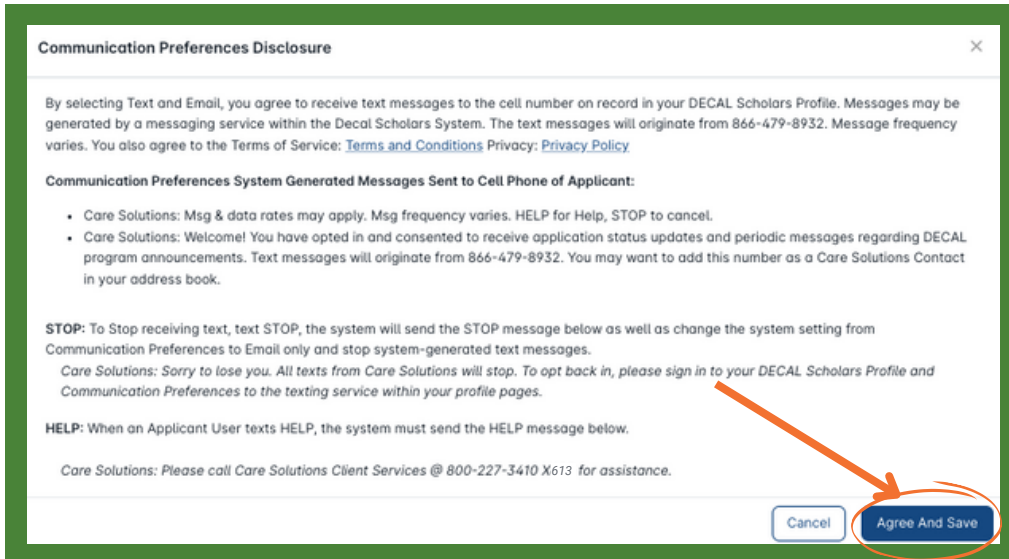 Communication Preferences Disclosure ×
By selecting Text and Email, you agree to receive text messages to the cell number on record in your DECAL Scholars Profile. Messages may be
generated by a messaging service within the Decal Scholars System. The text messages will originate from 866-479-8932. Message frequency
varies. You also agree to the Terms of Service: Terms and Conditions Privacy: Privacy Policy
Communication Preferences System Generated Messages Sent to Cell Phone of Applicant:
• Care Solutions: Msg & data rates may apply. Msg frequency varies. HELP for Help, STOP to cancel.
• Care Solutions: Welcome! You have opted in and consented to receive application status updates and periodic messages regarding DECAL
program announcements. Text messages will originate from 866-479-8932. You may want to add this number as a Care Solutions Contact
in your address book.
STOP: To Stop receiving text, text STOP, the system will send the STOP message below as well as change the system setting from
Communication Preferences to Email only and stop system-generated text messages.
Care Solutions: Sorry to lose you. All texts from Care Solutions will stop. To opt back in, please sign in to your DECAL Scholars Profile and
Communication Preferences to the texting service within your profile pages.
HELP: When an Applicant User texts HELP, the system must send the HELP message below.
Care Solutions: Please call Care Solutions Client Services @ 800-227-3410 X613 for assistance.
Cancel Agree And Save